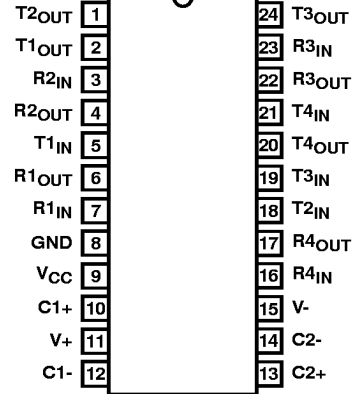 T2OUT 1 24 T3OUT
T1OUT 2 23 R3IN
R2IN 3 22 R3OUT
R2OUT 4 21 T4IN
T1IN 5 20 T4OUT
R1OUT 6 19 T3IN
R1IN 7 18 T2IN
GND 8 17 R4OUT
VCC 9 16 R4IN
C1+ 10 15 V-
V+ 11 14 C2-
C1- 12 13 C2+